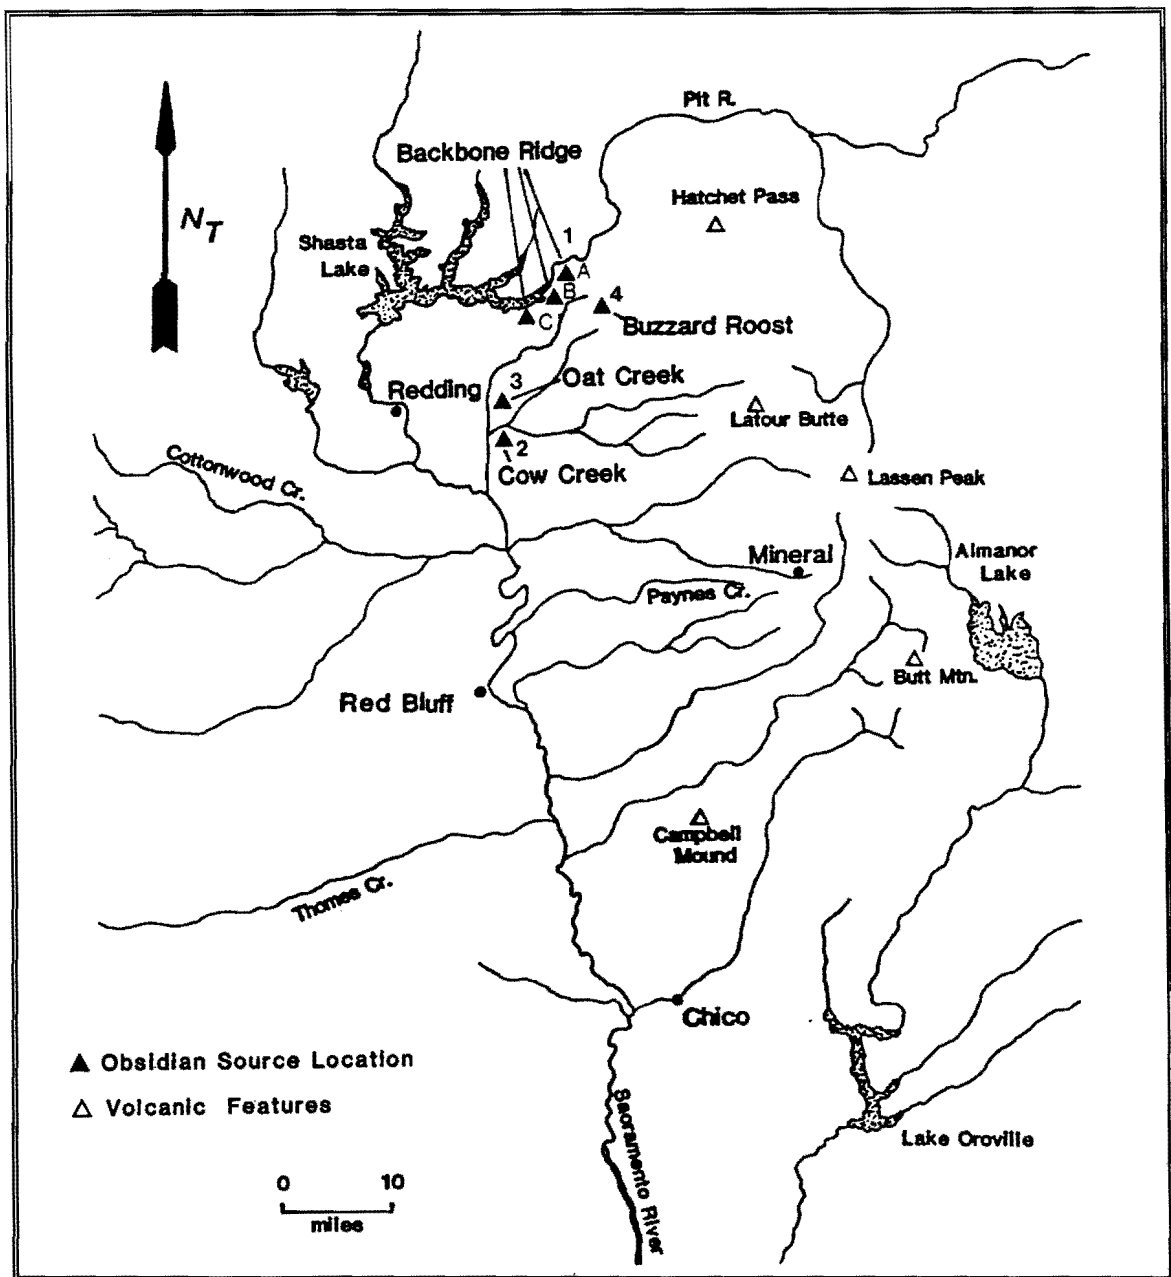 Pit R.
Backbone Ridge
Hatchet Pass
NT
Shasta
Lake
1
A
B
C
4
Buzzard Roost
3
Oat Creek
Redding
Latour Butte
2
Cow Creek
Cottonwood Cr.
Lassen Peak
Mineral
Almanor
Lake
Paynes Cr.
Butt Mtn.
Red Bluff
Campbell
Mound
Thomes Cr.
Chico
Obsidian Source Location
Volcanic Features
Sacramento River
Lake Oroville
0 10
miles